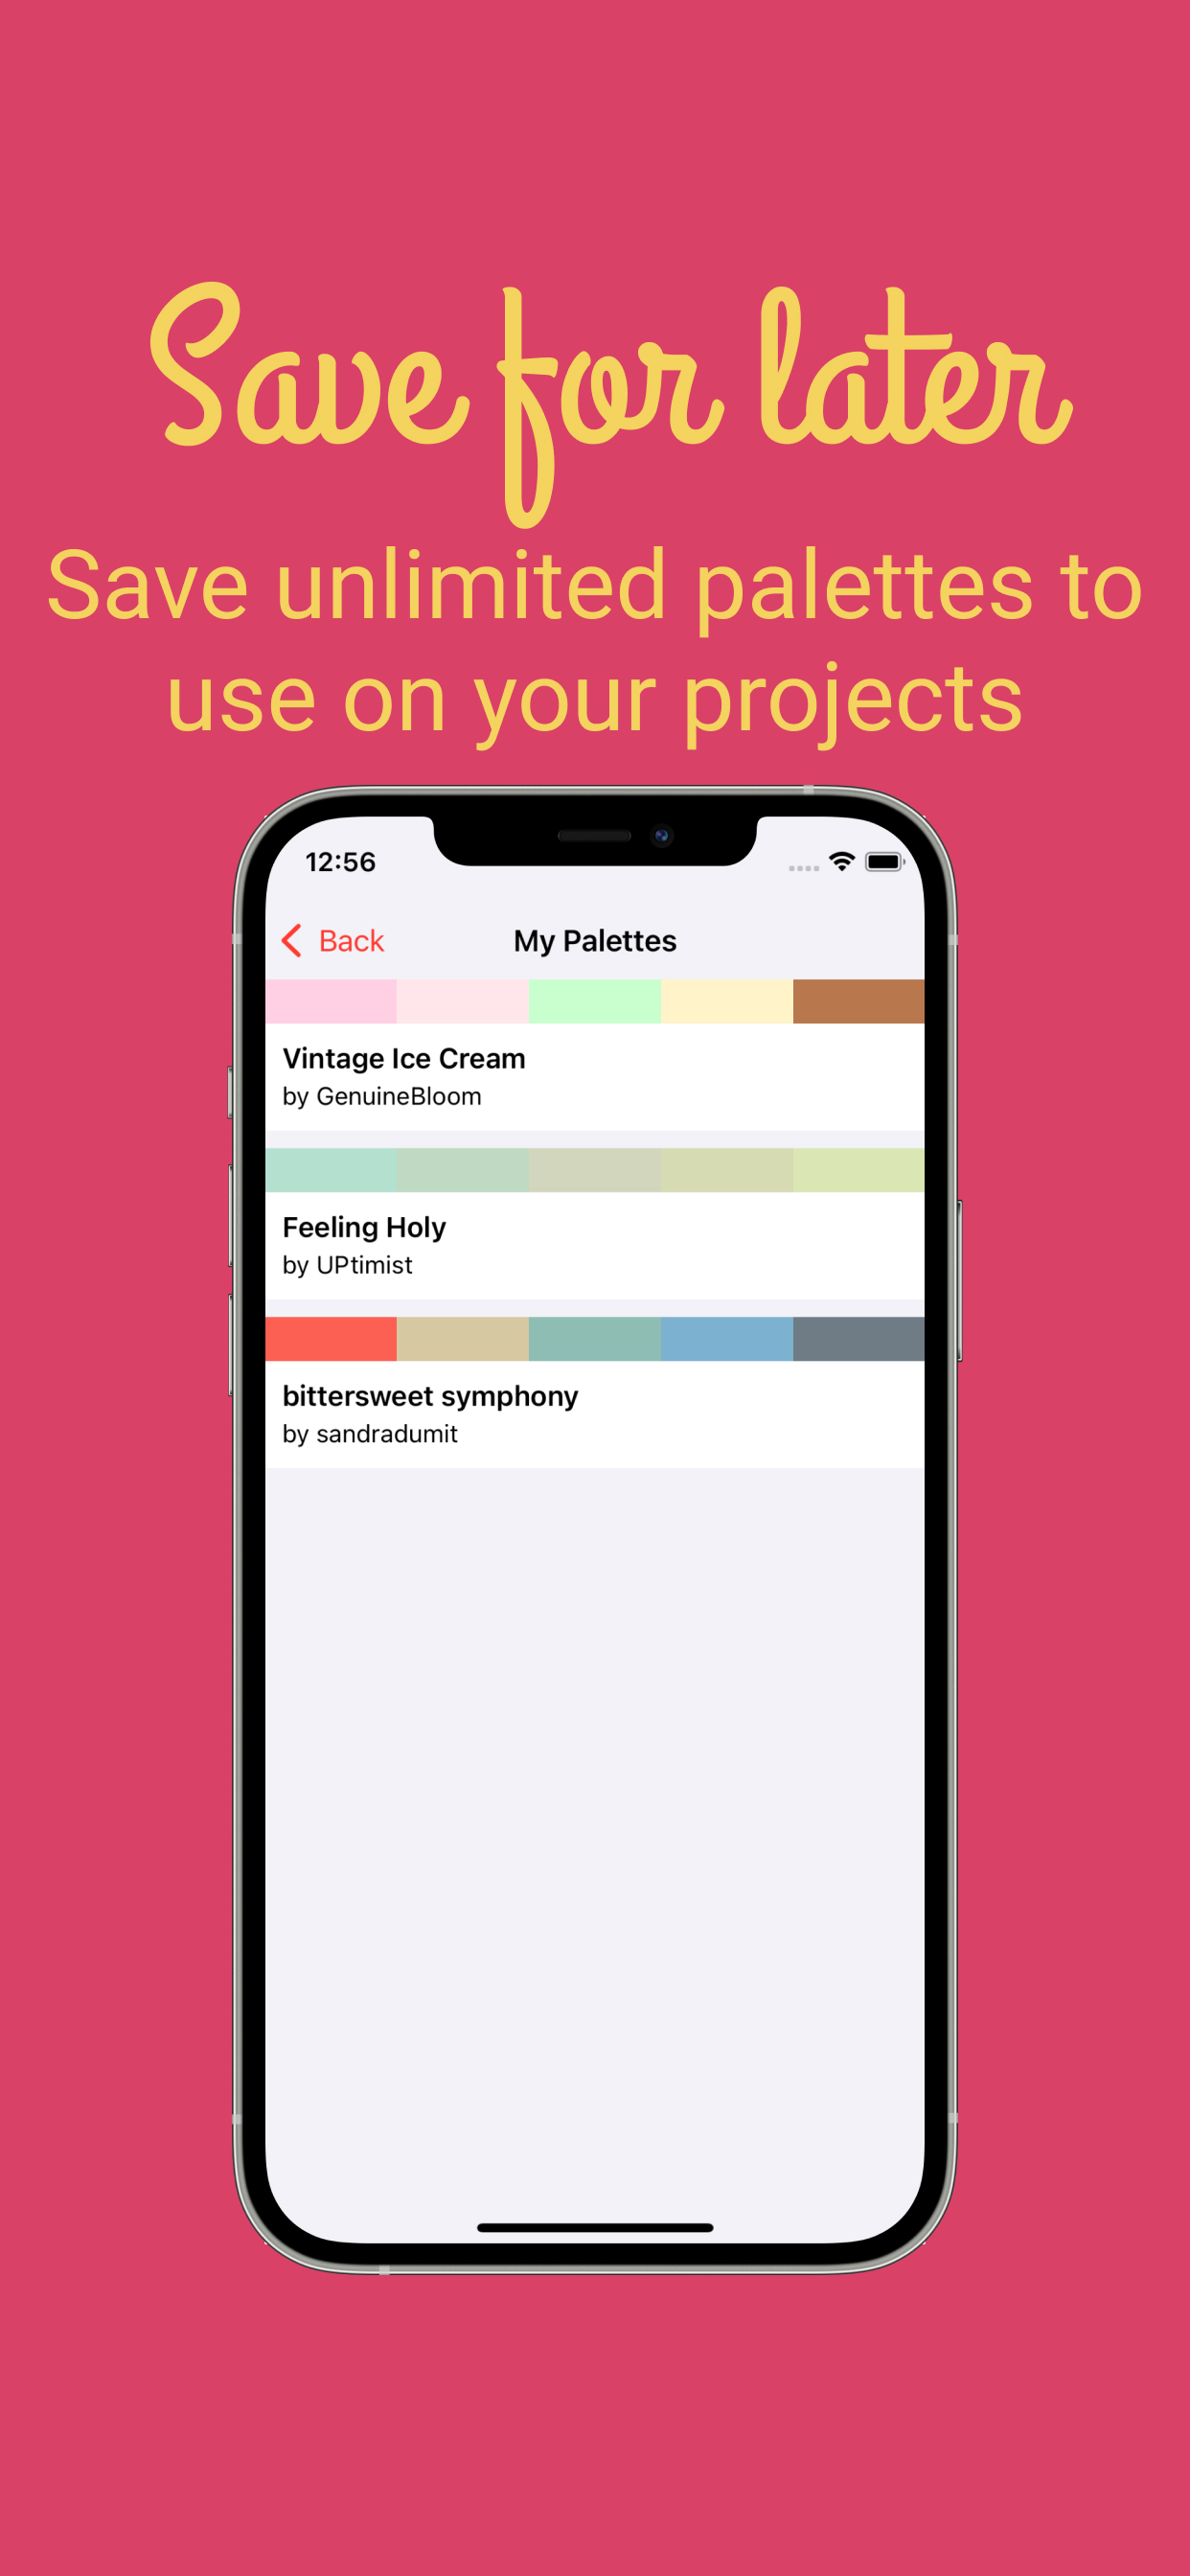 Save for later
Save unlimited palettes to
use on your projects
12:56
Back
My Palettes
Vintage Ice Cream
by GenuineBloom
Feeling Holy
by UPtimist
bittersweet symphony
by sandradumit